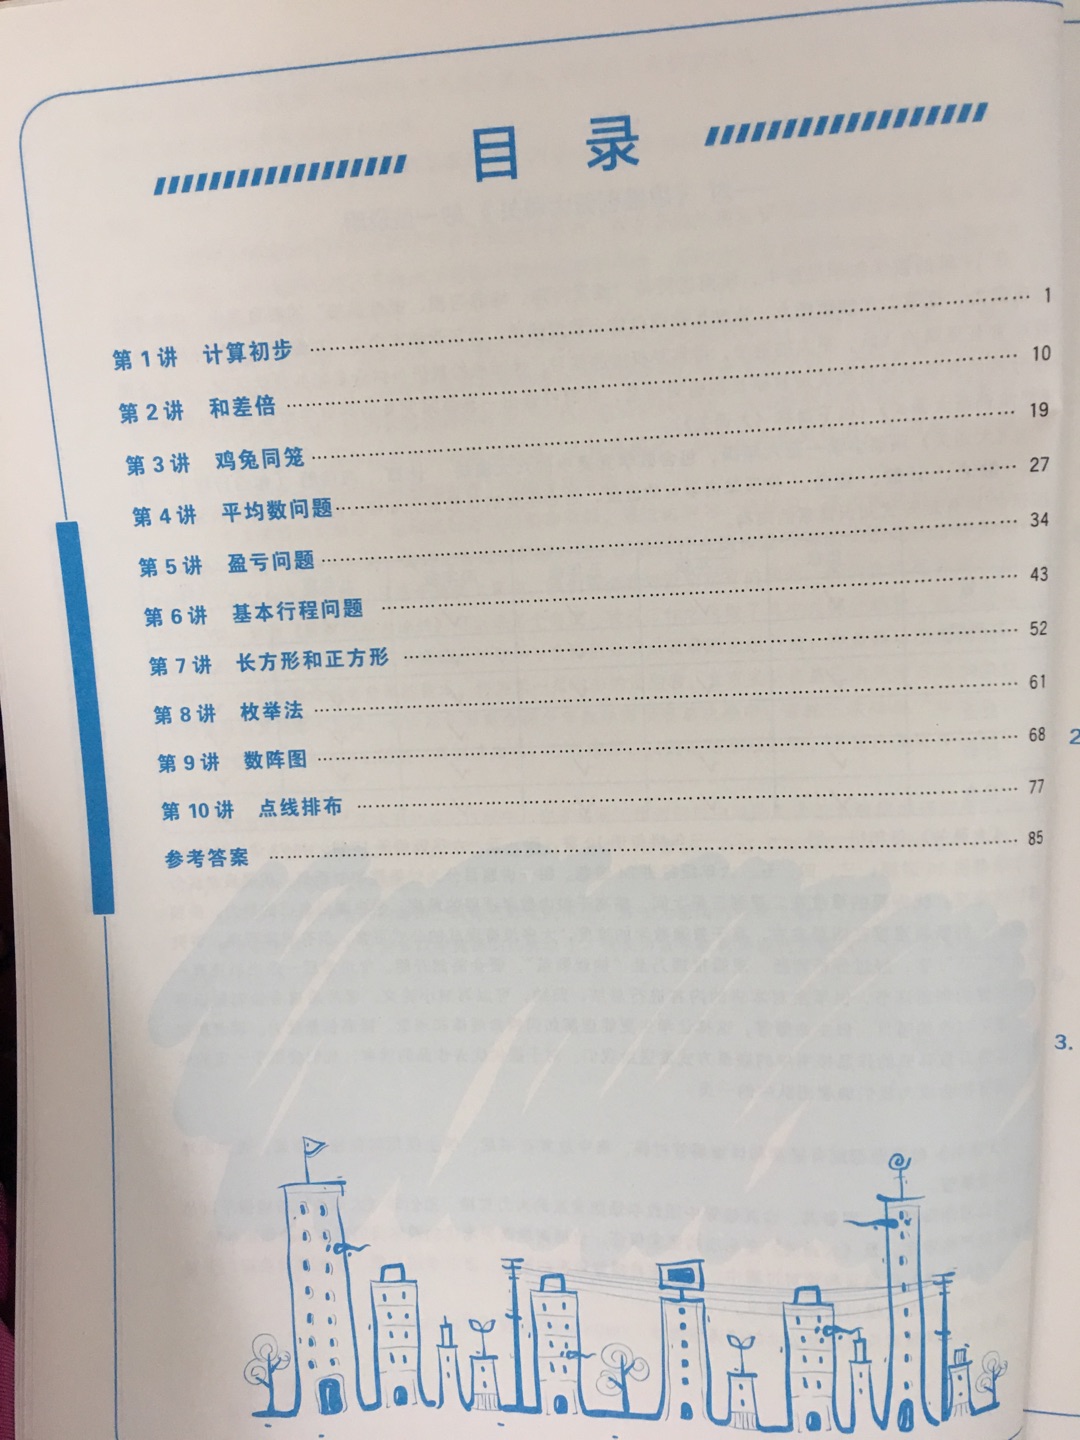 目 录
第1讲 计算初步 …… 1
第2讲 和差倍 …… 10
第3讲 鸡兔同笼 …… 19
第4讲 平均数问题 …… 27
第5讲 盈亏问题 …… 34
第6讲 基本行程问题 …… 43
第7讲 长方形和正方形 …… 52
第8讲 枚举法 …… 61
第9讲 数阵图 …… 68
第10讲 点线排布 …… 77
参考答案 …… 85
2
3.